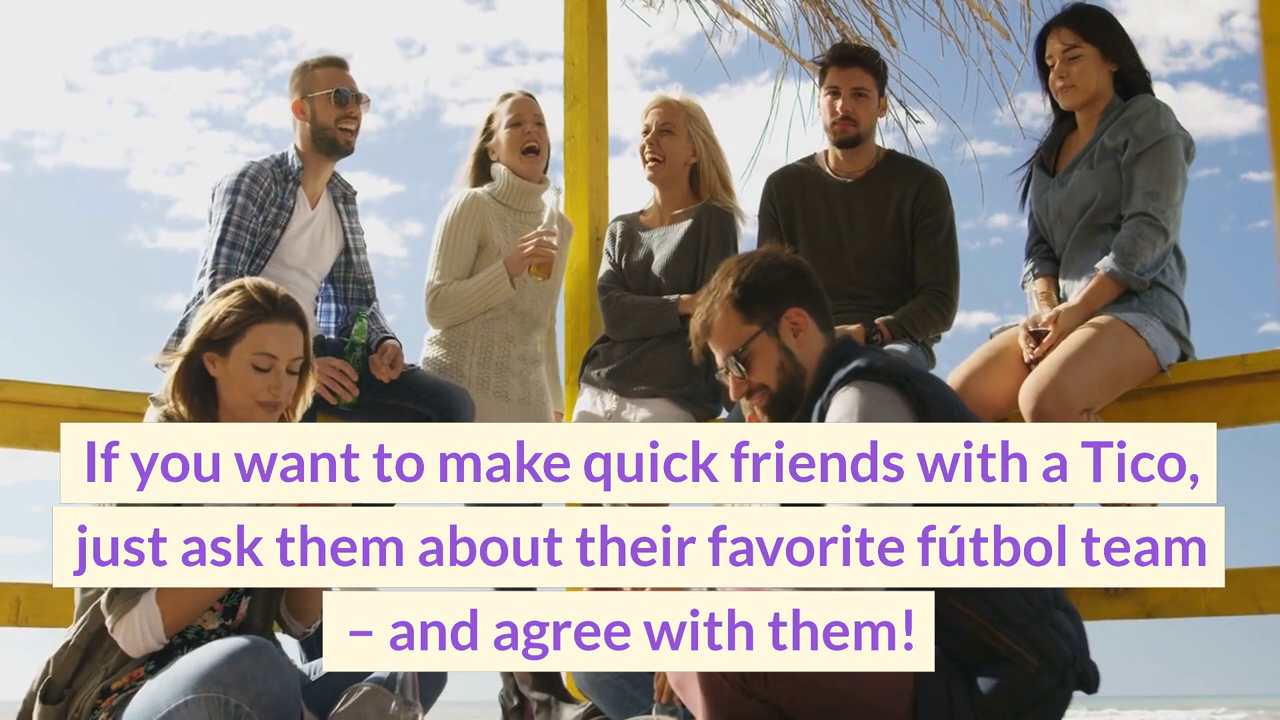 If you want to make quick friends with a Tico,
just ask them about their favorite fútbol team
– and agree with them!